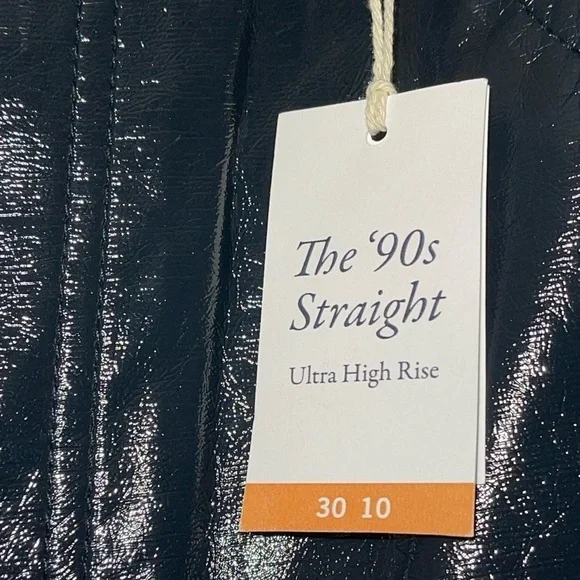 The ‘90s
Straight
Ultra High Rise
30 10